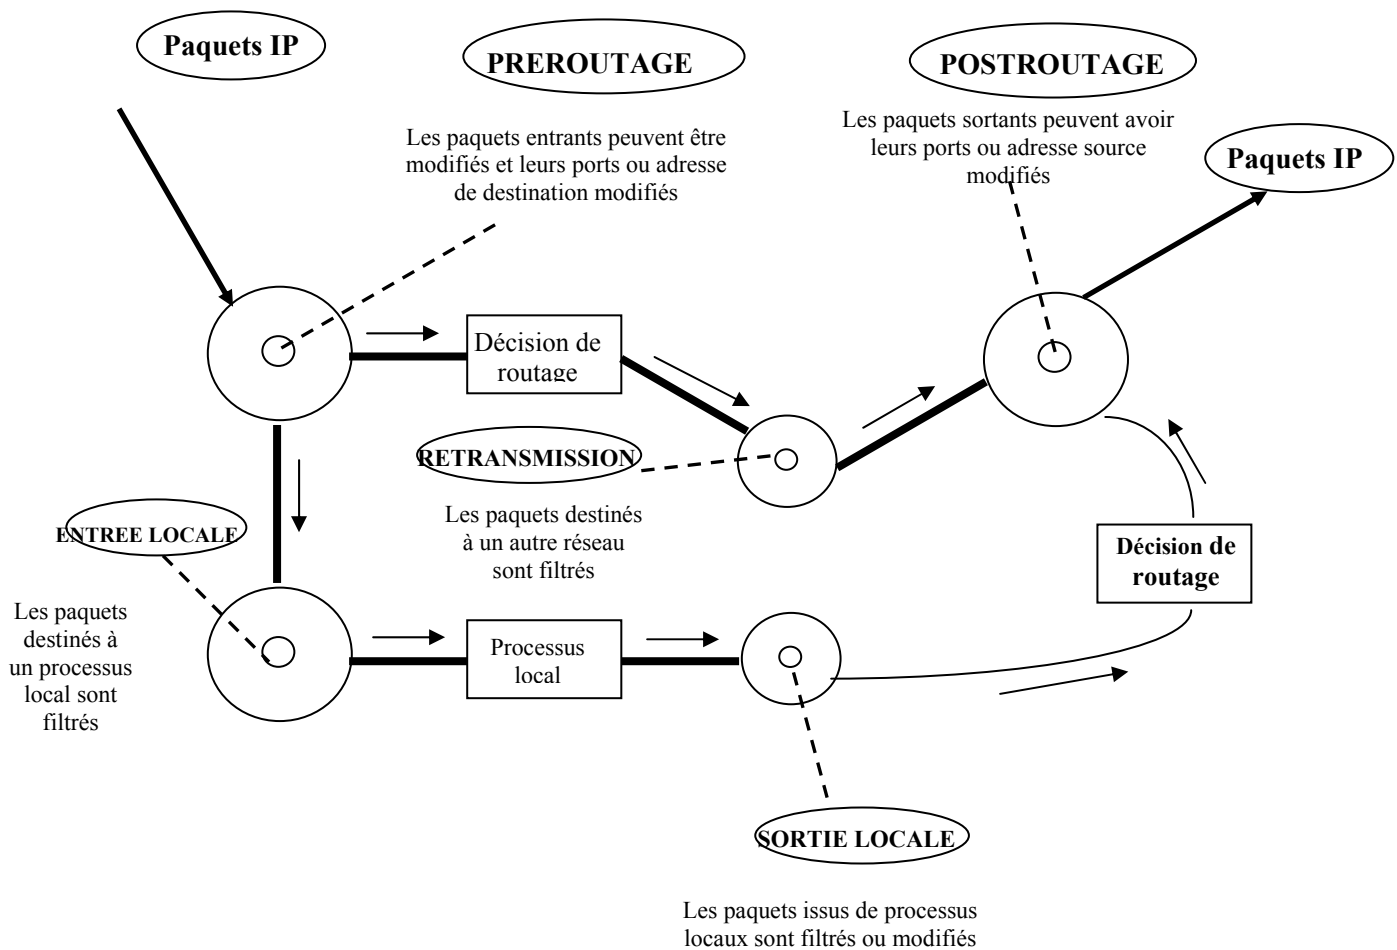 Paquets IP
PREROUTAGE
POSTROUTAGE
Les paquets entrants peuvent être
modifiés et leurs ports ou adresse
de destination modifiés
Les paquets sortants peuvent avoir
leurs ports ou adresse source
modifiés
Paquets IP
Décision de
routage
RETRANSMISSION
Les paquets destinés
à un autre réseau
sont filtrés
ENTREE LOCALE
Les paquets
destinés à
un processus
local sont
filtrés
Décision de
routage
Processus
local
SORTIE LOCALE
Les paquets issus de processus
locaux sont filtrés ou modifiés